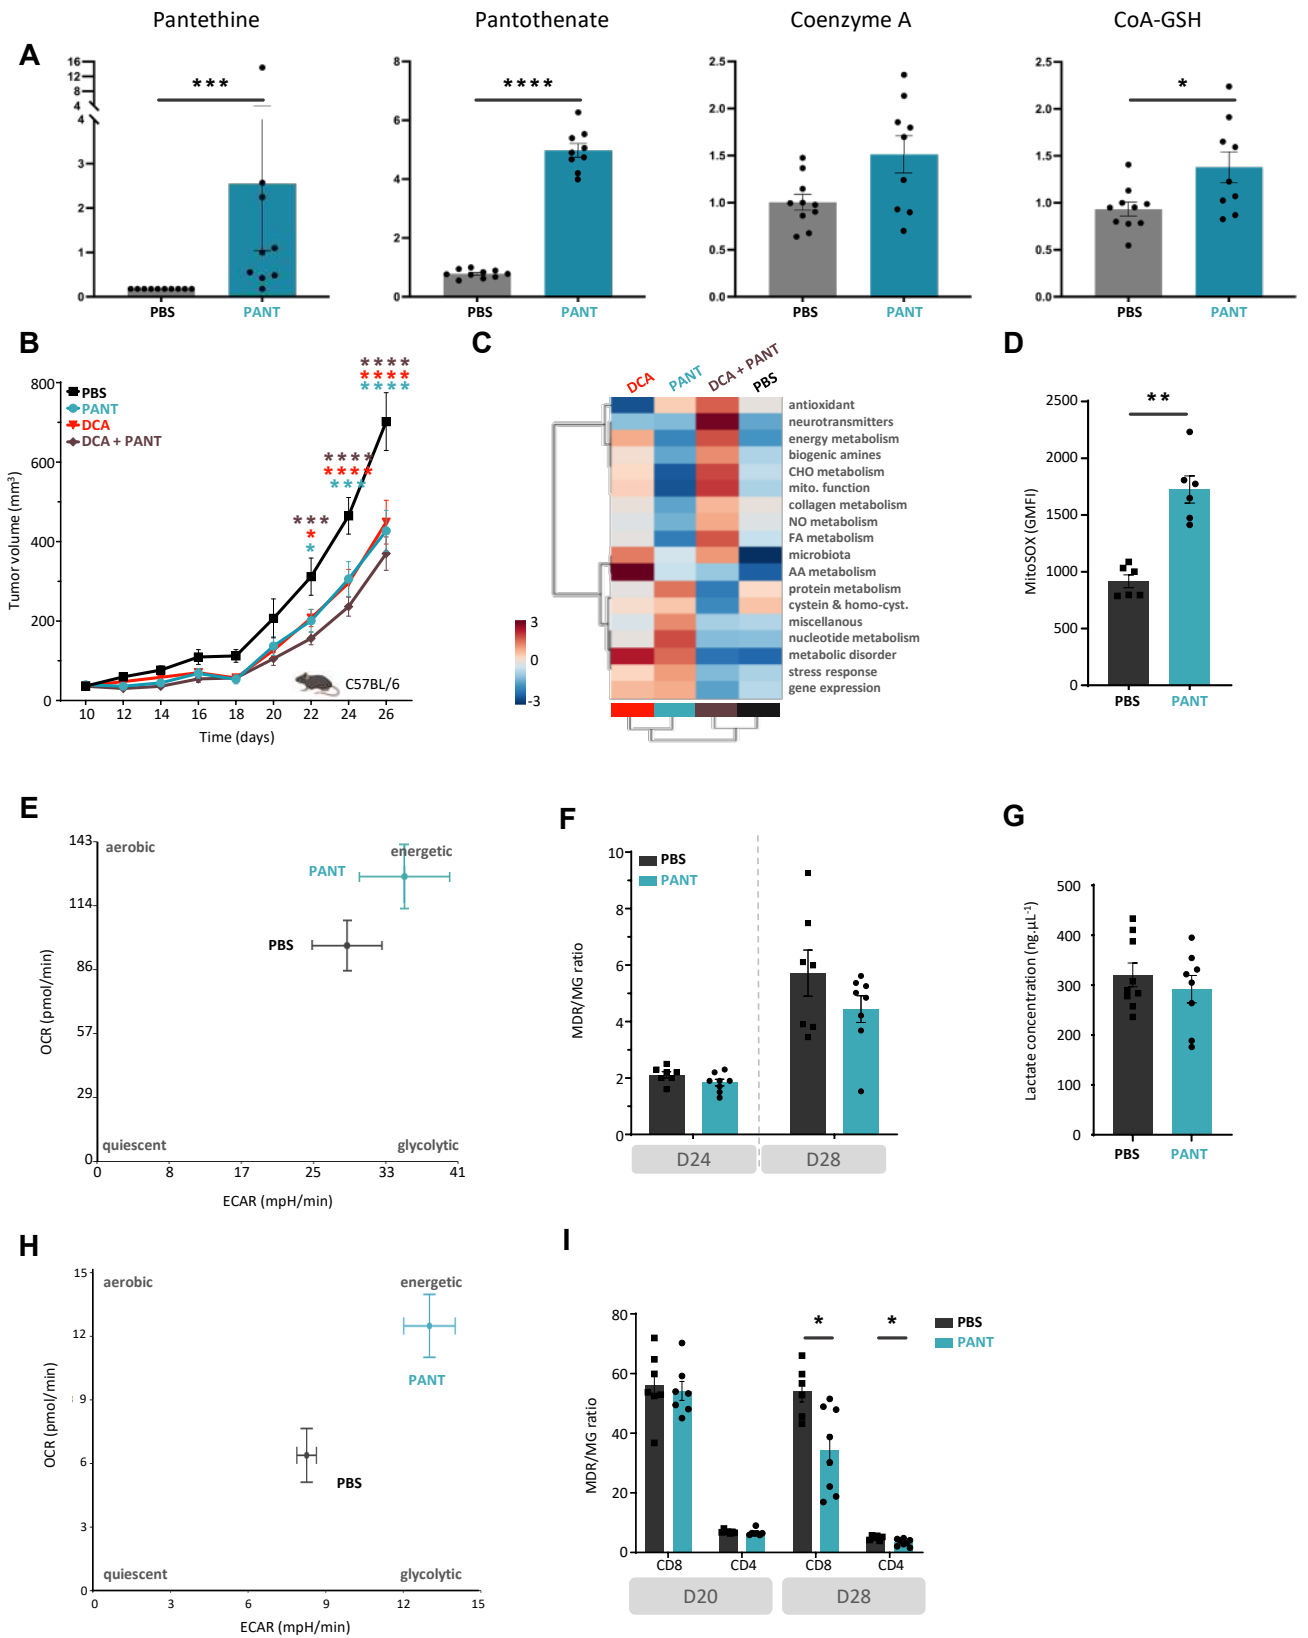 Pantethine
Pantothenate
Coenzyme A
CoA-GSH
A
16
12
8
4
4
3
2
1
0
***
PBS
PANT
8
6
4
2
0
****
PBS
PANT
2.5
2.0
1.5
1.0
0.5
0.0
PBS
PANT
2.5
2.0
1.5
1.0
0.5
0.0
*
PBS
PANT
B
Tumor volume (mm³)
800
600
400
200
0
PBS
PANT
DCA
DCA + PANT
***
*
*
****
****
***
****
****
****
C57BL/6
10 12 14 16 18 20 22 24 26
Time (days)
C
DCA
PANT
DCA + PANT
PBS
antioxidant
neurotransmitters
energy metabolism
biogenic amines
CHO metabolism
mito. function
collagen metabolism
NO metabolism
FA metabolism
microbiota
AA metabolism
protein metabolism
cystein & homo-cyst.
miscellanous
nucleotide metabolism
metabolic disorder
stress response
gene expression
3
0
-3
D
MitoSOX (GMFI)
2500
2000
1500
1000
500
0
**
PBS
PANT
E
OCR (pmol/min)
143
114
86
57
29
0
aerobic
energetic
PANT
PBS
quiescent
glycolytic
0 8 17 25 33 41
ECAR (mpH/min)
F
MDR/MG ratio
10
8
6
4
2
0
PBS
PANT
D24
D28
G
Lactate concentration (ng.µL⁻¹)
500
400
300
200
100
0
PBS
PANT
H
OCR (pmol/min)
15
12
9
6
3
0
aerobic
energetic
PANT
PBS
quiescent
glycolytic
0 3 6 9 12 15
ECAR (mpH/min)
I
MDR/MG ratio
80
60
40
20
0
*
*
PBS
PANT
CD8 CD4 CD8 CD4
D20
D28